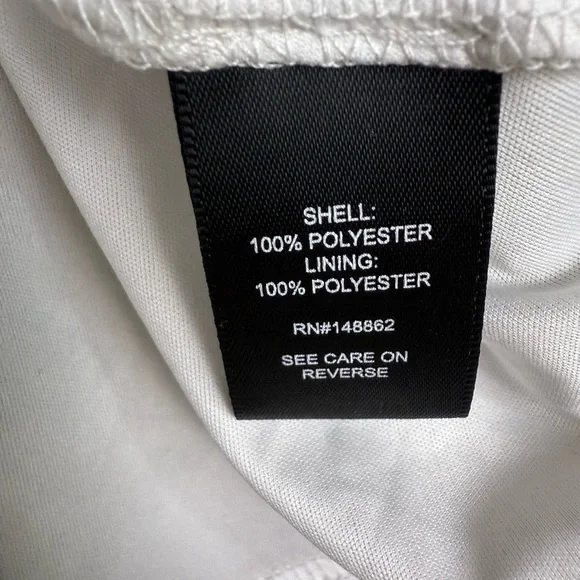 SHELL:
100% POLYESTER
LINING:
100% POLYESTER
RN#148862
SEE CARE ON
REVERSE